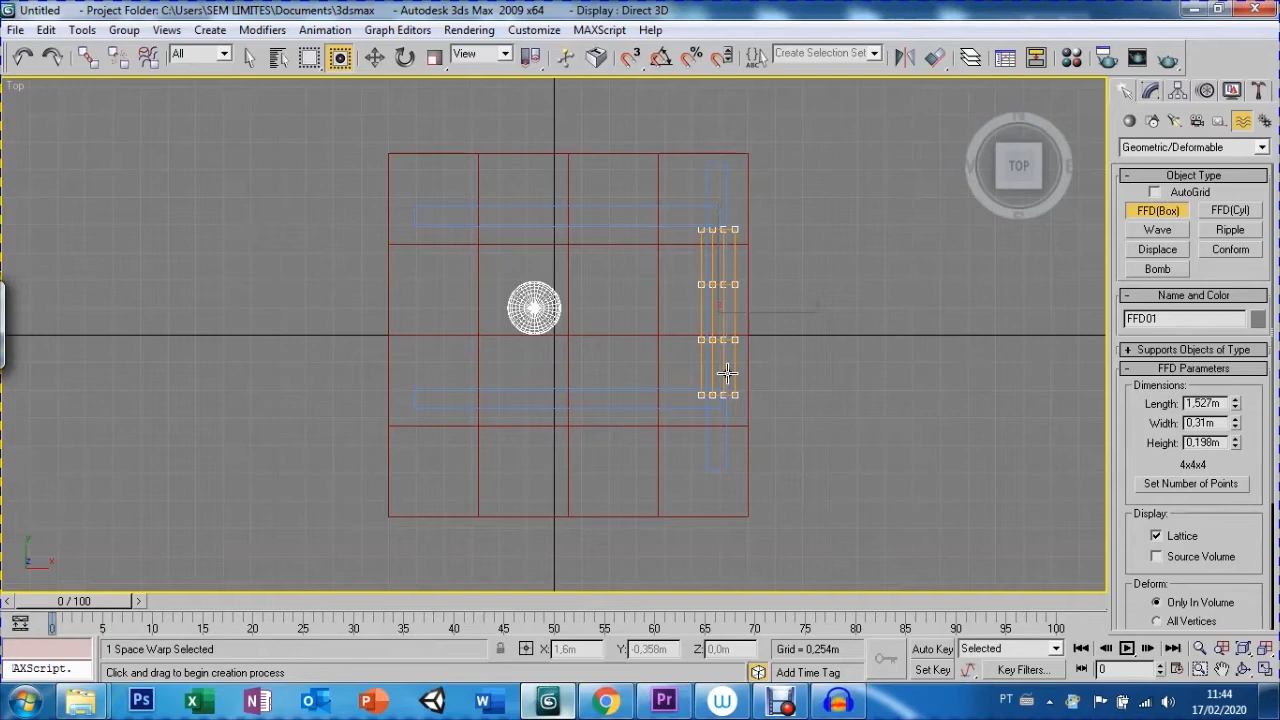 Untitled - Project Folder: C:\Users\SEM LIMITES\Documents\3dsmax - Autodesk 3ds Max 2009 x64 - Display : Direct 3D
File Edit Tools Group Views Create Modifiers Animation Graph Editors Rendering Customize MAXScript Help
All View 3 % ABC Create Selection Set
Top
TOP
Geometric/Deformable
- Object Type
AutoGrid
FFD(Box) FFD(Cyl)
Wave Ripple
Displace Conform
Bomb
- Name and Color
FFD01
+ Supports Objects of Type
- FFD Parameters
Dimensions:
Length: 1,527m
Width: 0,31m
Height: 0,198m
4x4x4
Set Number of Points
Display:
Lattice
Source Volume
Deform:
Only In Volume
All Vertices
y
z x
< 0 / 100 >
0 5 10 15 20 25 30 35 40 45 50 55 60 65 70 75 80 85 90 95 100
1 Space Warp Selected X: 1,6m Y: -0,358m Z: 0,0m Grid = 0,254m Auto Key Selected
AXScript. Click and drag to begin creation process Add Time Tag Set Key Key Filters... 0
Ps X N O P W Pr W
PT 11:44
17/02/2020